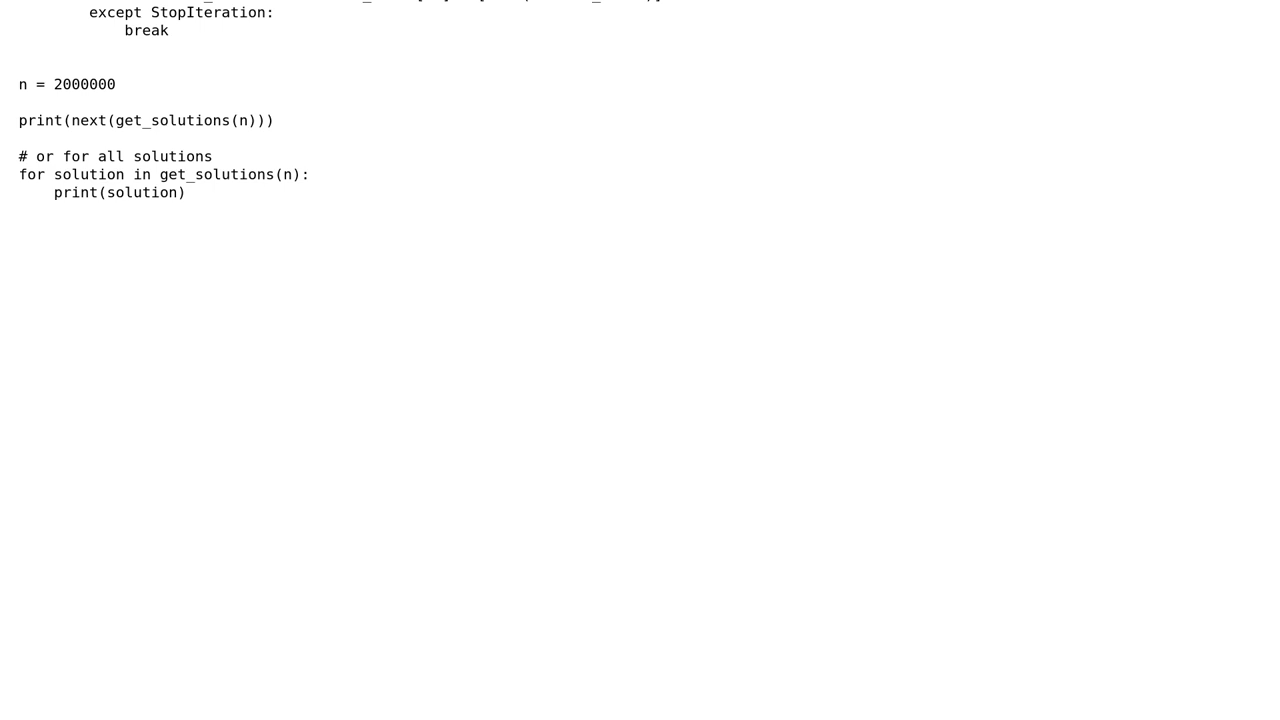 except StopIteration:
break
n = 2000000
print(next(get_solutions(n)))
# or for all solutions
for solution in get_solutions(n):
print(solution)